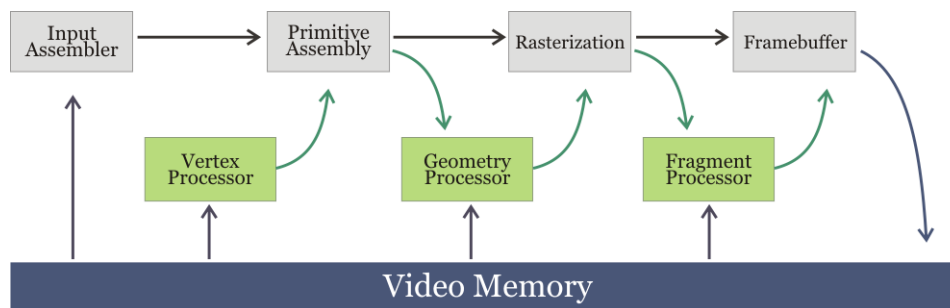 Input
Assembler
Primitive
Assembly
Rasterization
Framebuffer
Vertex
Processor
Geometry
Processor
Fragment
Processor
Video Memory